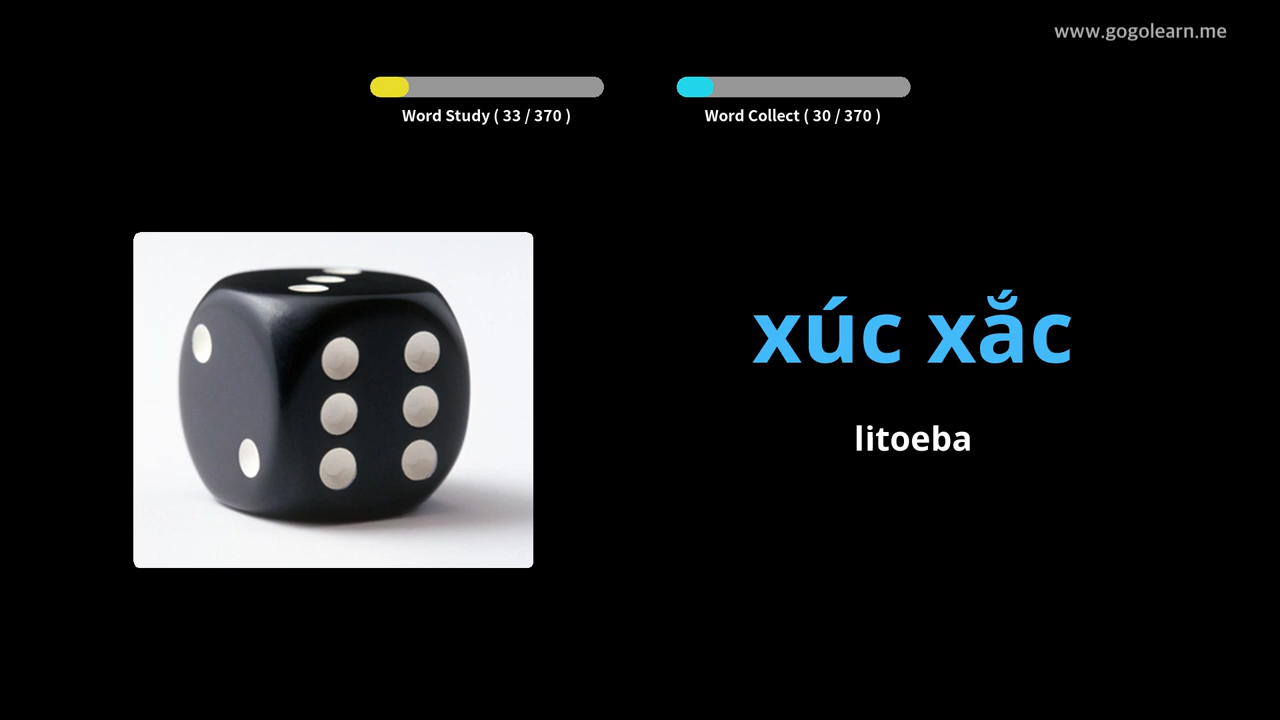 www.gogolearn.me
Word Study ( 33 / 370 )
Word Collect ( 30 / 370 )
xúc xắc
litoeba